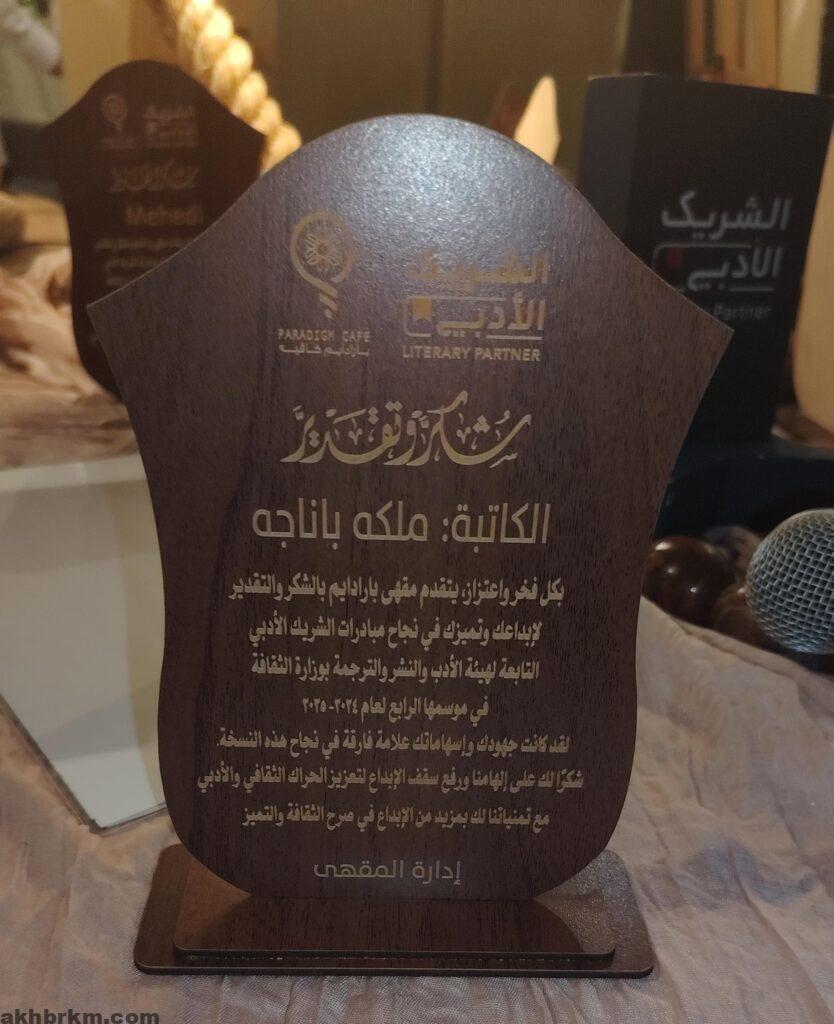 PARADIGM CAFE
بارادايم كافيه
الشريك
الأدبي
LITERARY PARTNER
شكرٌ وتقديرٌ
الكاتبة: ملكه باناجه
بكل فخر واعتزاز، يتقدم مقهى بارادايم بالشكر والتقدير
لإبداعك وتميزك في نجاح مبادرات الشريك الأدبي
التابعة لهيئة الأدب والنشر والترجمة بوزارة الثقافة
في موسمها الرابع لعام ٢٠٢٤- ٢٠٢٥
لقد كانت جهودك وإسهاماتك علامة فارقة في نجاح هذه النسخة.
شكرًا لك على إلهامنا ورفع سقف الإبداع لتعزيز الحراك الثقافي والأدبي
مع تمنياتنا لك بمزيد من الإبداع في صرح الثقافة والتميز
إدارة المقهى
الشريك
الأدبي
Mehedi
الشريك
الأدبي
Partner
akhbrkm.com